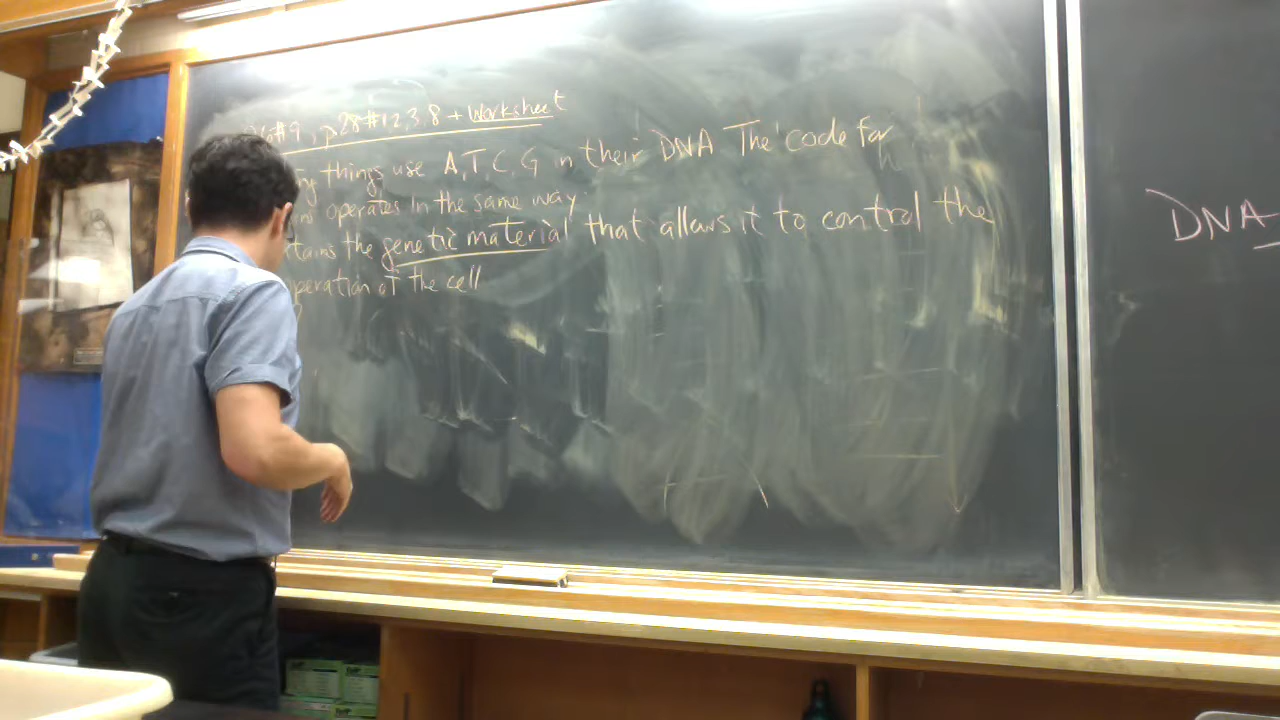 6#9, p28#1,2,3,8 + Worksheet
things use A,T,C,G in their DNA The code for
operates in the same way.
tains the genetic material that allows it to control the
peration of the cell
DNA